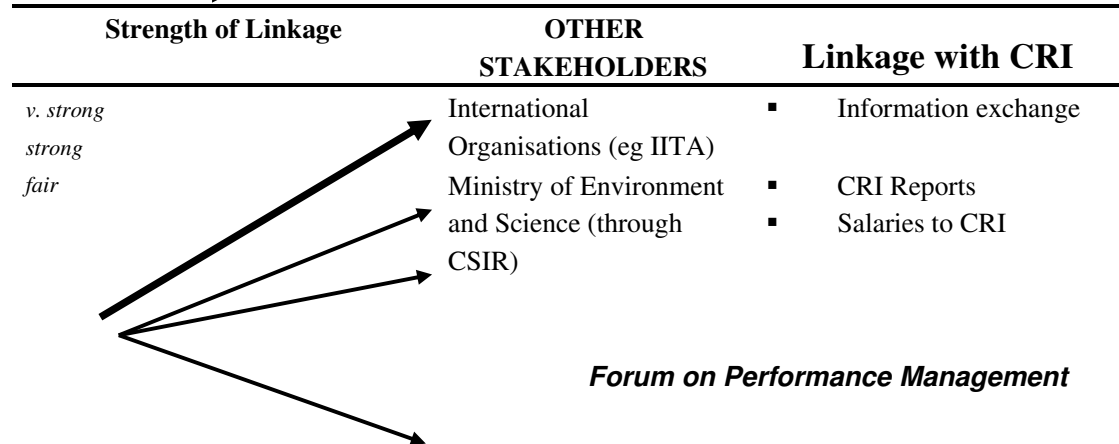 Strength of Linkage
OTHER
STAKEHOLDERS
Linkage with CRI
v. strong
strong
fair
International
Organisations (eg IITA)
▪ Information exchange
Ministry of Environment
and Science (through
CSIR)
▪ CRI Reports
▪ Salaries to CRI
Forum on Performance Management